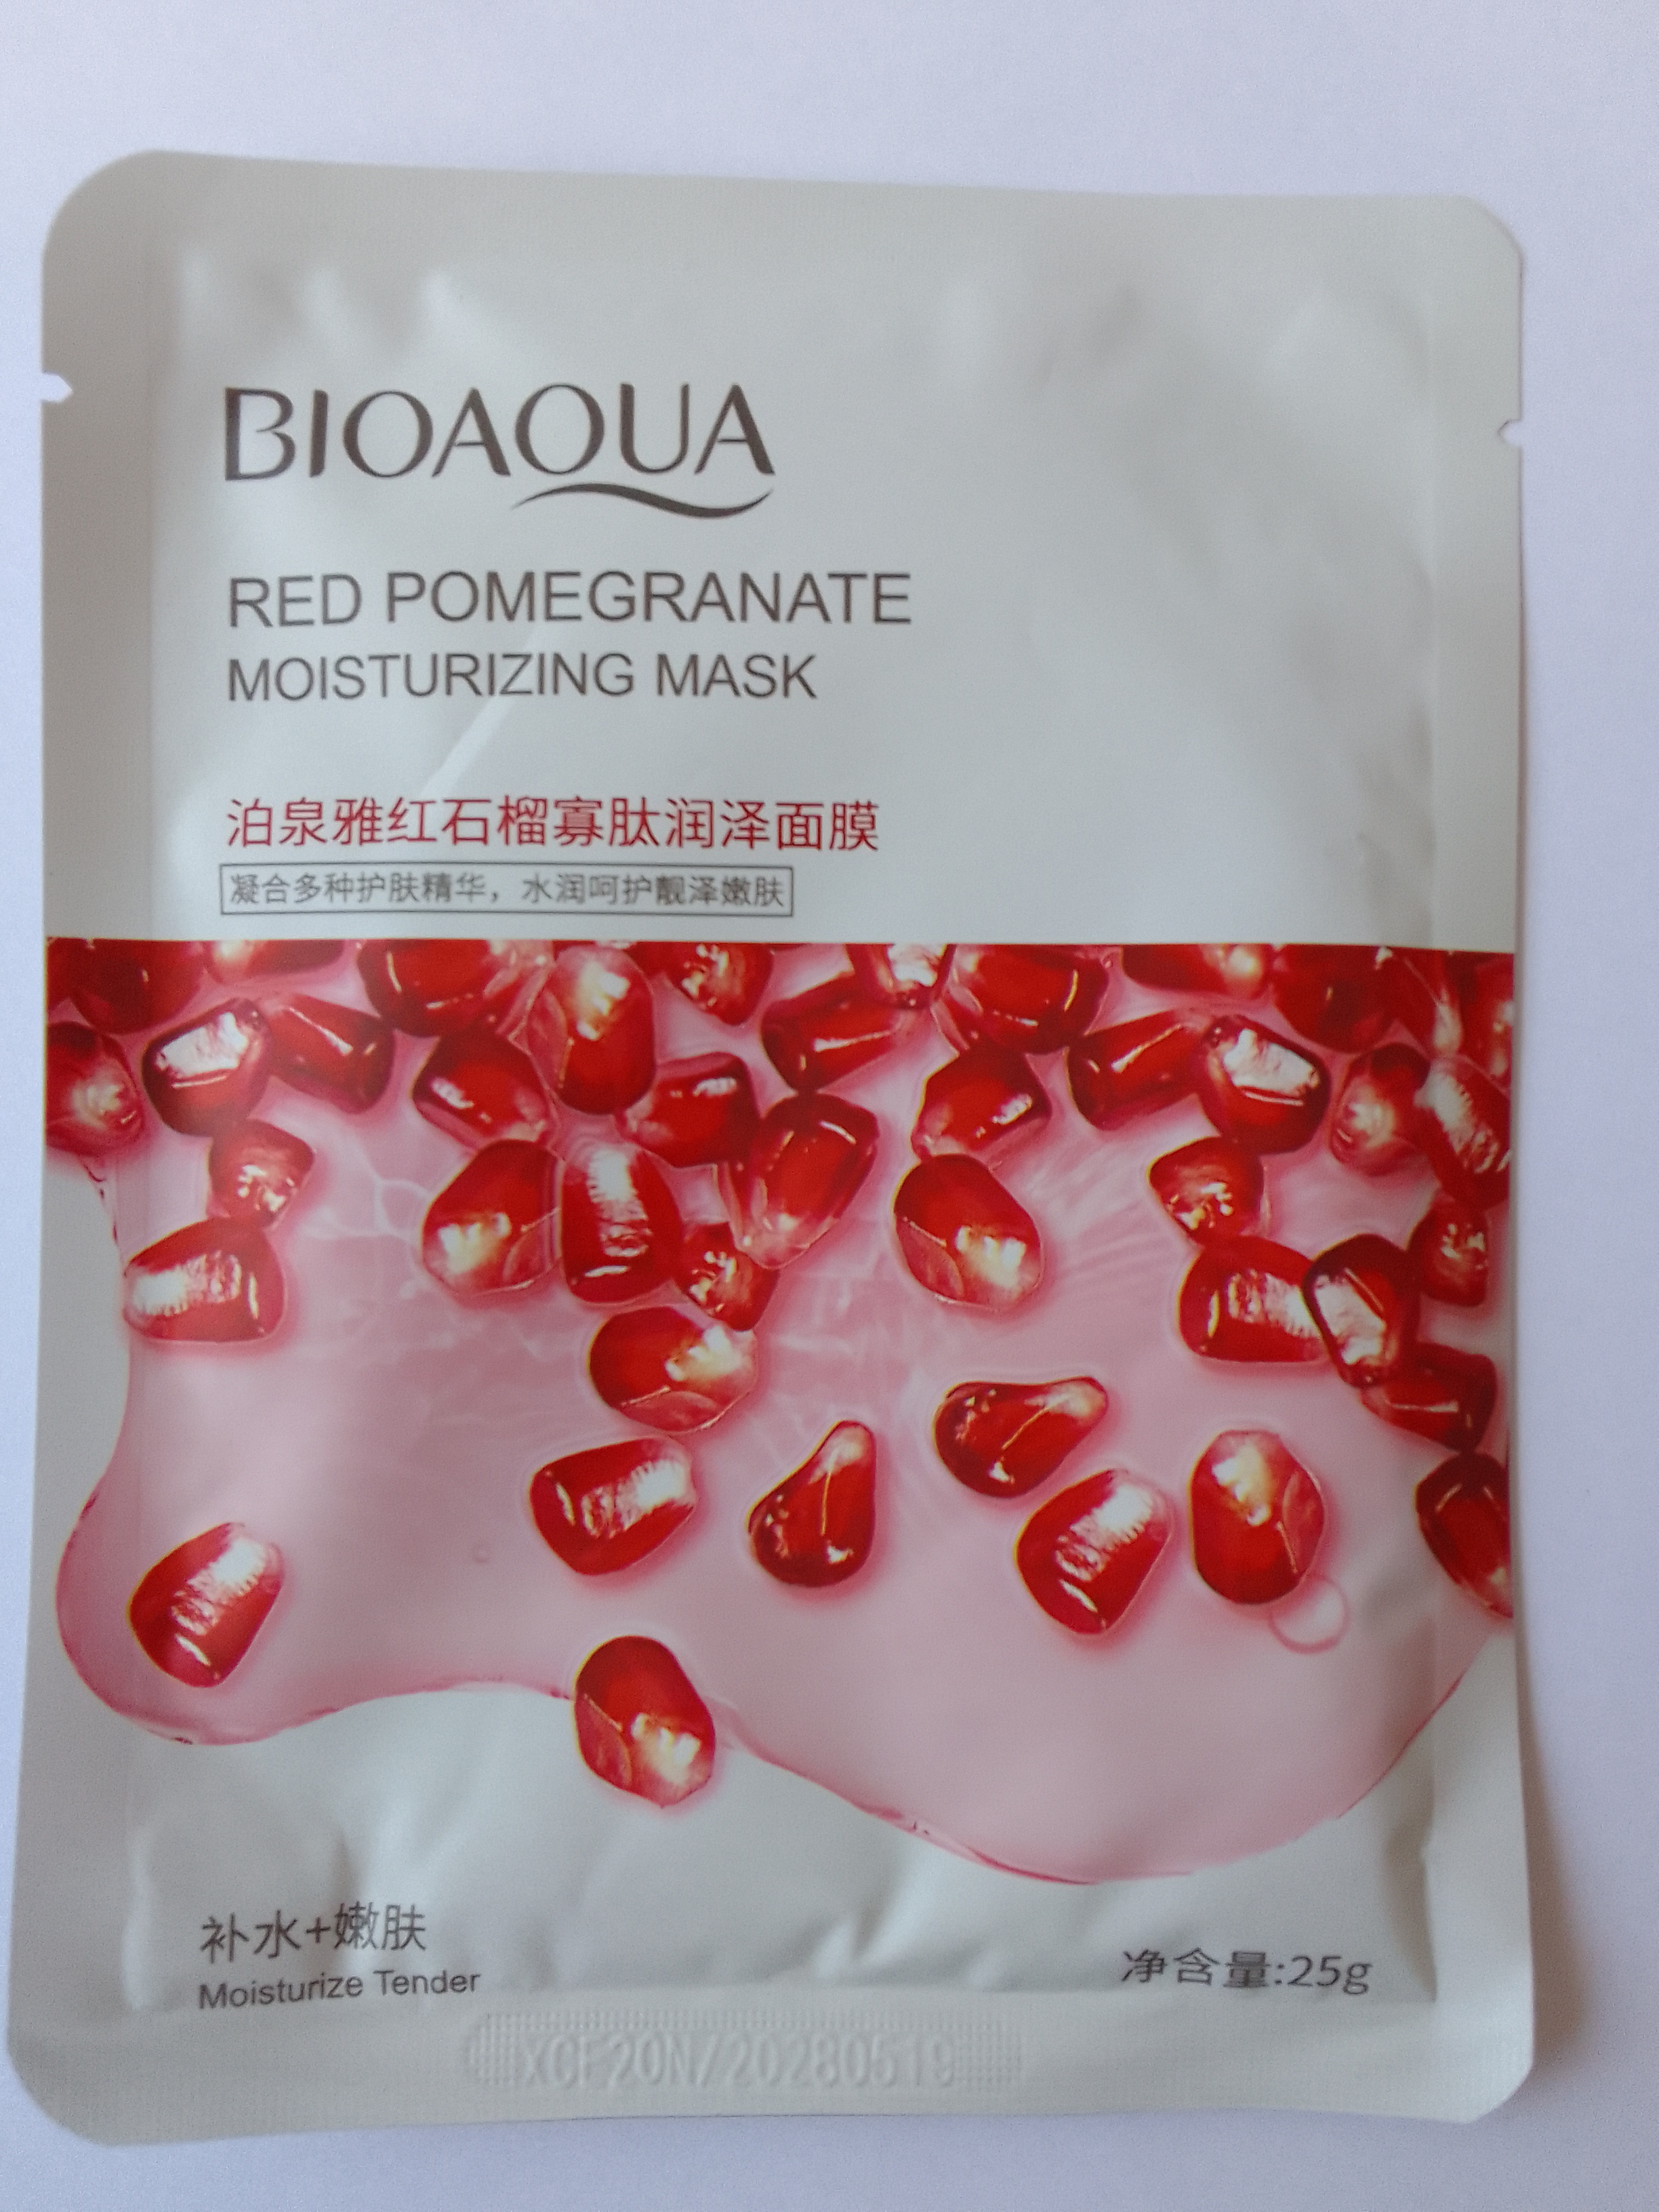 BIOAQUA
RED POMEGRANATE
MOISTURIZING MASK
泊泉雅红石榴寡肽润泽面膜
凝合多种护肤精华，水润呵护靓泽嫩肤
补水+嫩肤
Moisturize Tender
净含量:25g
XCF20N/20280519